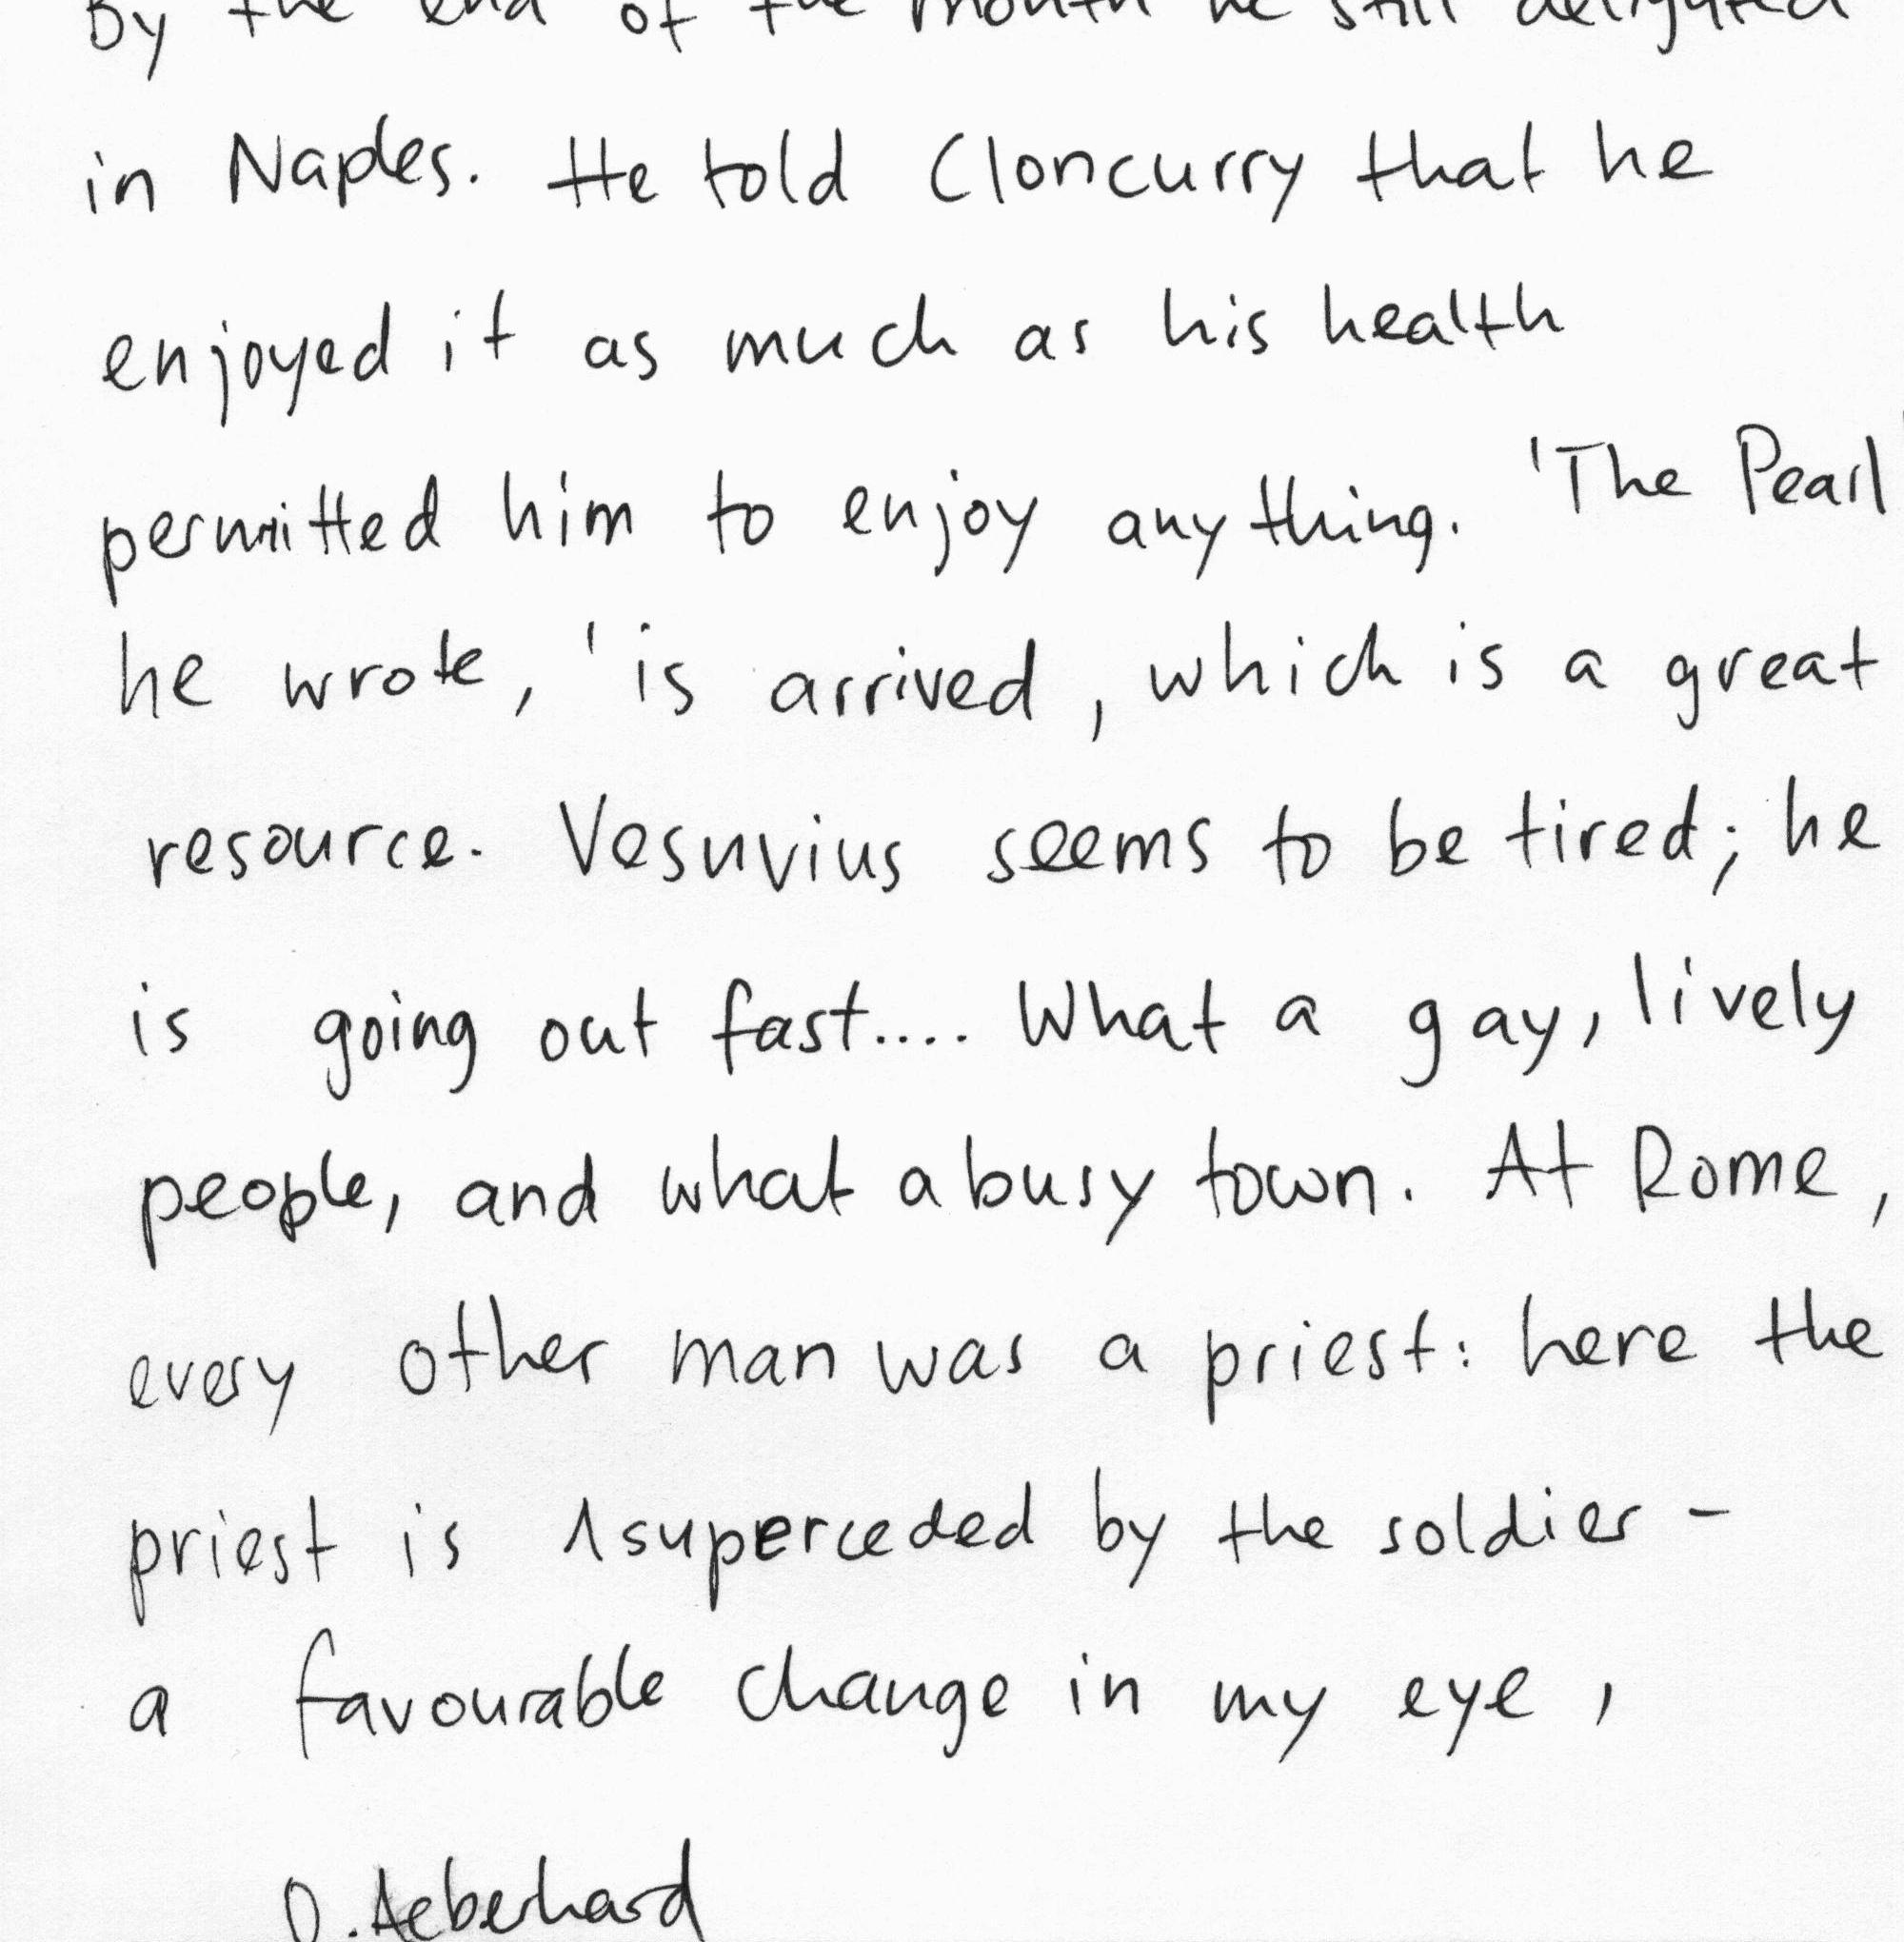 By the end of the month he still delighted
in Naples. He told Cloncurry that he
enjoyed it as much as his health
permitted him to enjoy anything. 'The Pearl'
he wrote, 'is arrived, which is a great
resource. Vesuvius seems to be tired; he
is going out fast.... What a gay, lively
people, and what a busy town. At Rome,
every other man was a priest: here the
priest is superceded by the soldier -
a favourable change in my eye,
D. Aeberhard